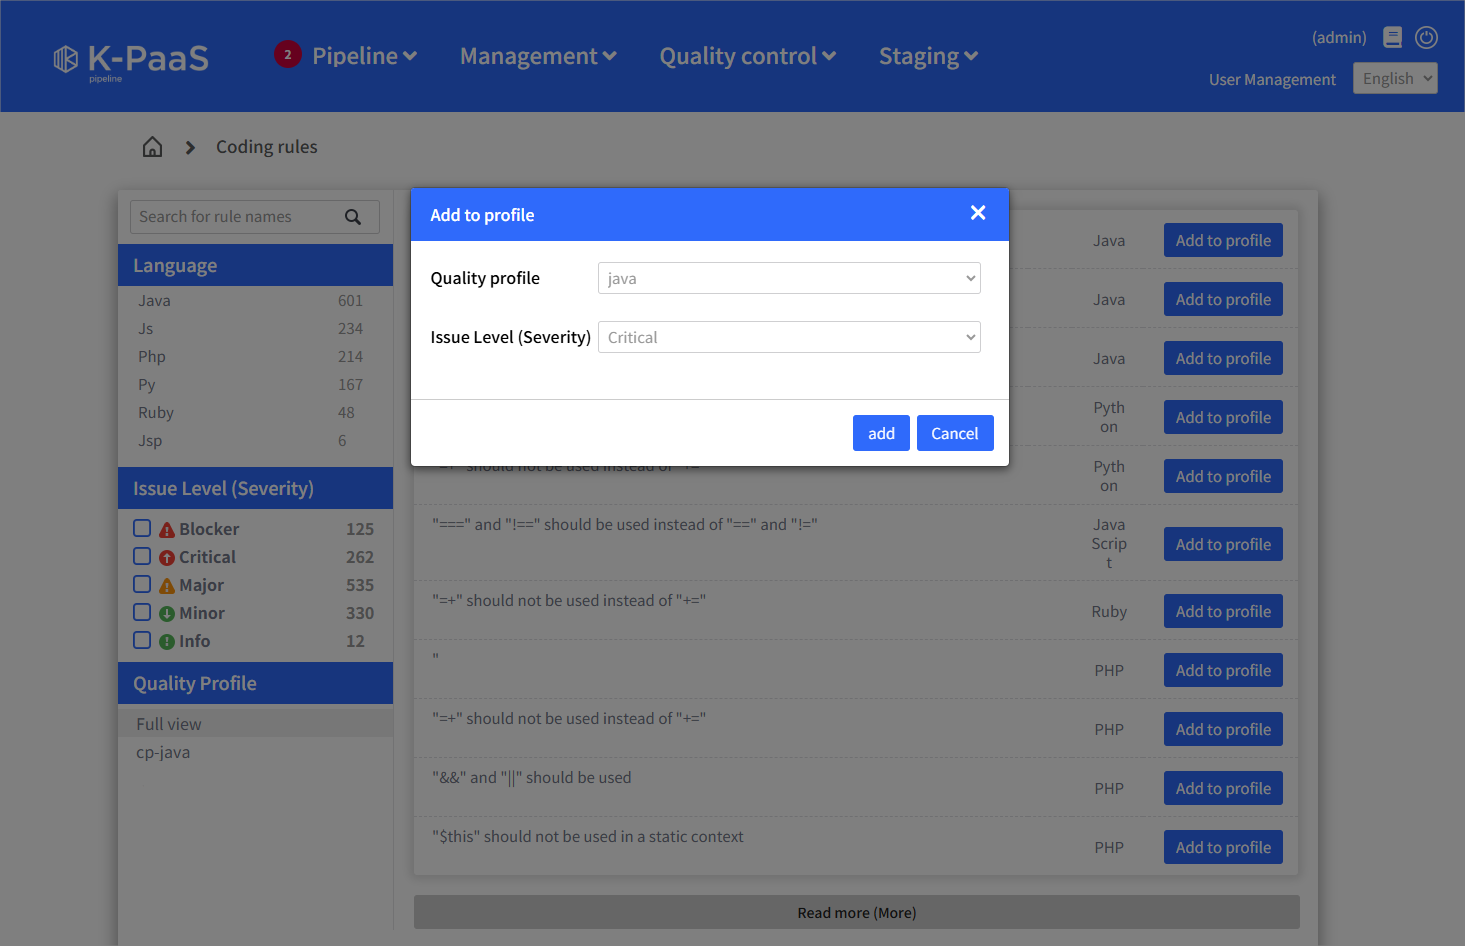 K-PaaS
pipeline
2
Pipeline
Management
Quality control
Staging
(admin)
User Management
English
Coding rules
Search for rule names
Language
Java 601
Js 234
Php 214
Py 167
Ruby 48
Jsp 6
Issue Level (Severity)
Blocker 125
Critical 262
Major 535
Minor 330
Info 12
Quality Profile
Full view
cp-java
Add to profile
Quality profile
java
Issue Level (Severity)
Critical
add
Cancel
Java
Add to profile
Java
Add to profile
Java
Add to profile
Pyth
on
Add to profile
"=+" should not be used instead of "+="
Pyth
on
Add to profile
"===" and "!==" should be used instead of "==" and "!="
Java
Scrip
t
Add to profile
"=+" should not be used instead of "+="
Ruby
Add to profile
"
PHP
Add to profile
"=+" should not be used instead of "+="
PHP
Add to profile
"&&" and "||" should be used
PHP
Add to profile
"$this" should not be used in a static context
PHP
Add to profile
Read more (More)